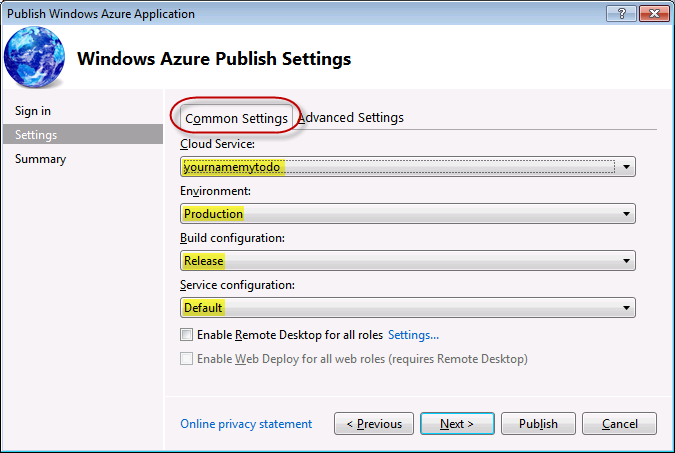 Publish Windows Azure Application
Windows Azure Publish Settings
Sign in
Settings
Summary
Common Settings Advanced Settings
Cloud Service:
yournamemytodo
Environment:
Production
Build configuration:
Release
Service configuration:
Default
Enable Remote Desktop for all roles Settings...
Enable Web Deploy for all web roles (requires Remote Desktop)
Online privacy statement < Previous Next > Publish Cancel